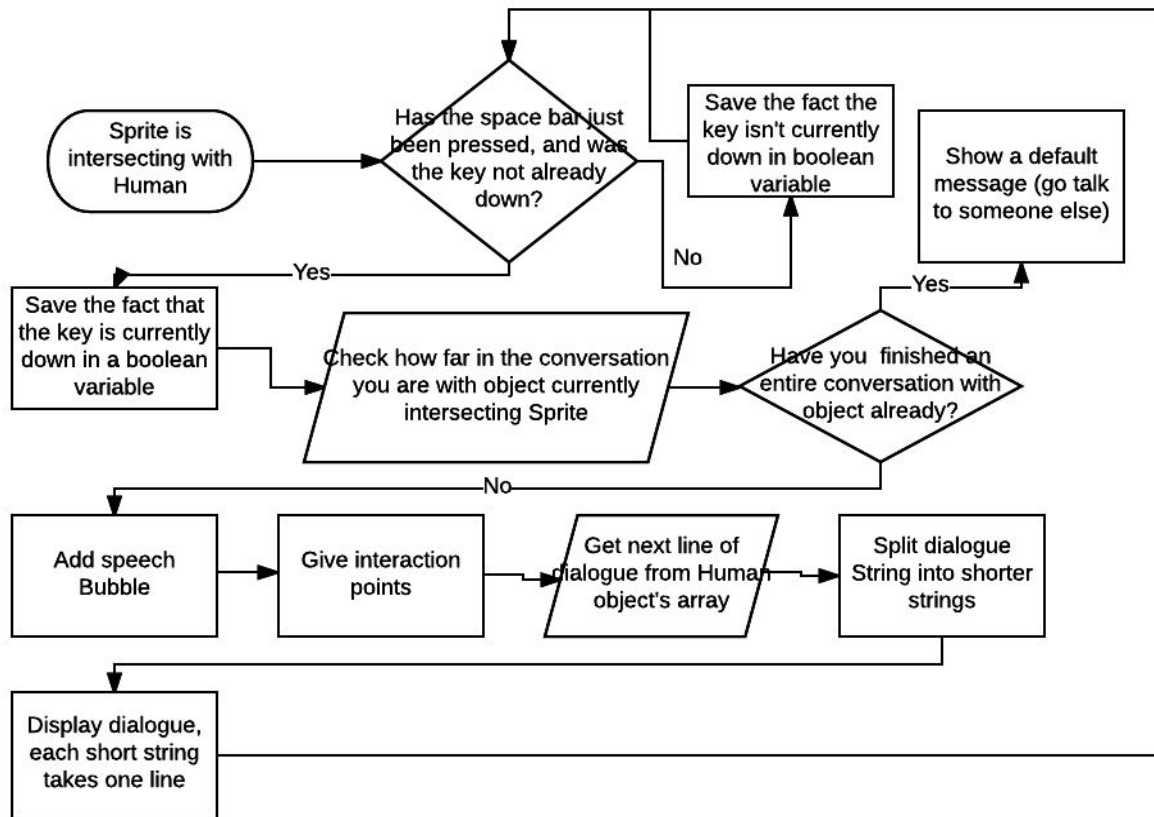 Sprite is
intersecting with
Human
Has the space bar just
been pressed, and was
the key not already
down?
Save the fact the
key isn't currently
down in boolean
variable
Show a default
message (go talk
to someone else)
No
Yes
Save the fact that
the key is currently
down in a boolean
variable
Check how far in the conversation
you are with object currently
intersecting Sprite
Yes
Have you  finished an
entire conversation with
object already?
No
Add speech
Bubble
Give interaction
points
Get next line of
dialogue from Human
object's array
Split dialogue
String into shorter
strings
Display dialogue,
each short string
takes one line